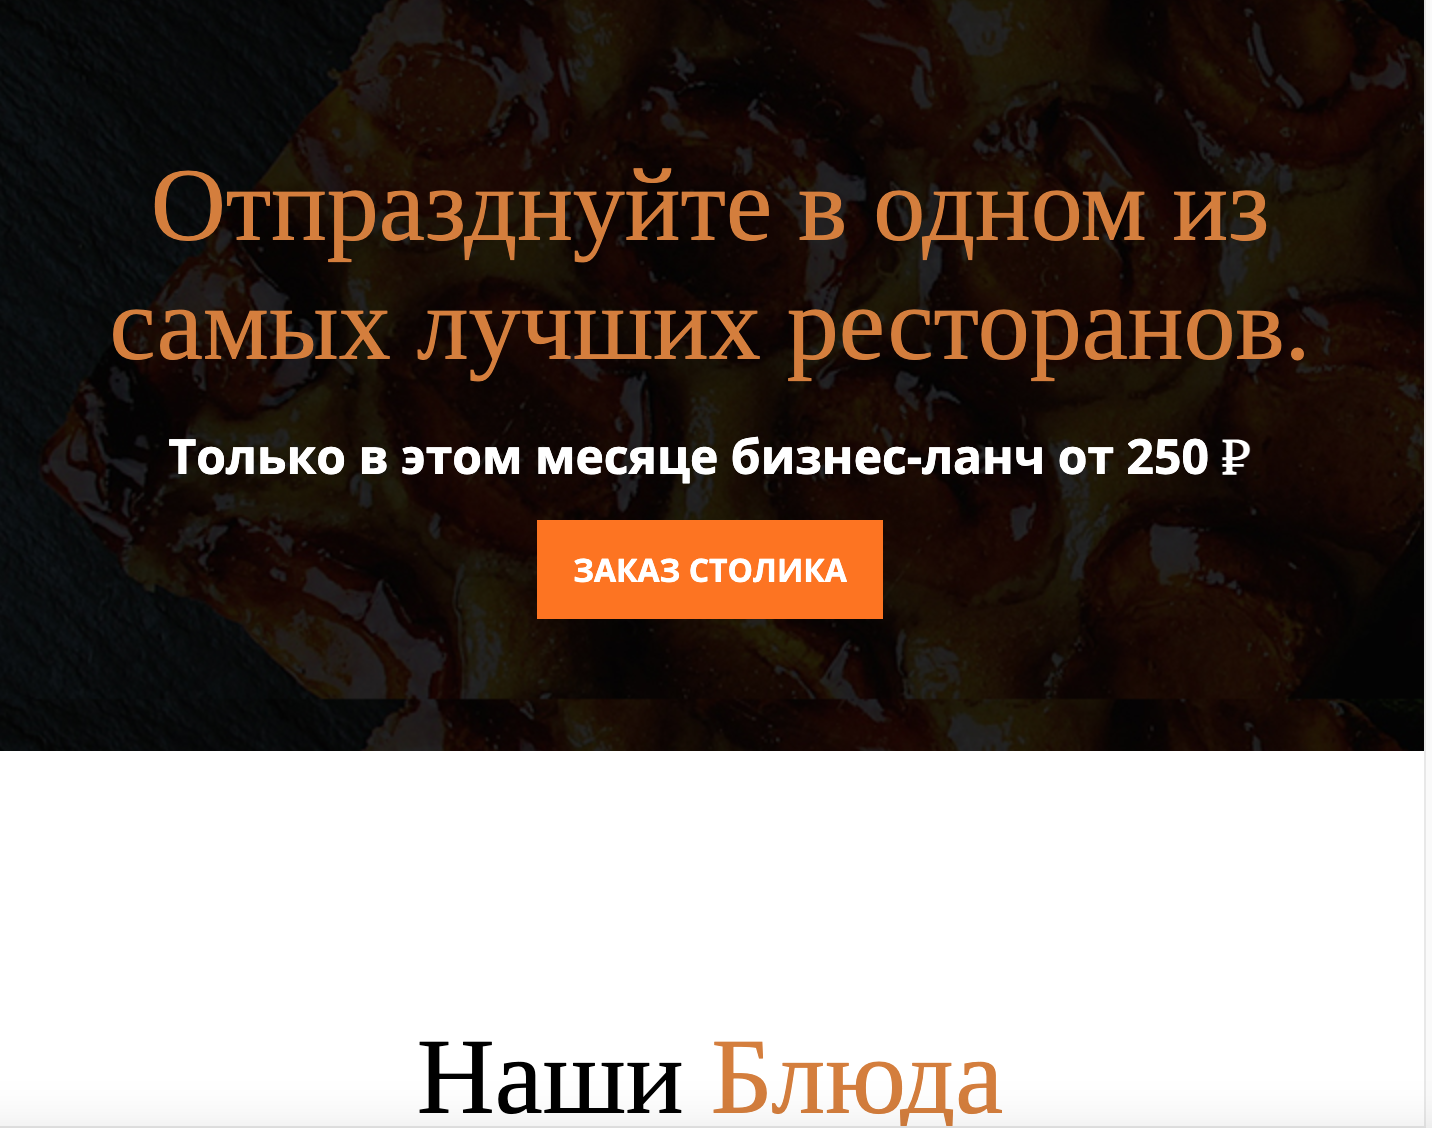 Отпразднуйте в одном из
самых лучших ресторанов.
Только в этом месяце бизнес-ланч от 250 ₽
ЗАКАЗ СТОЛИКА
Наши Блюда